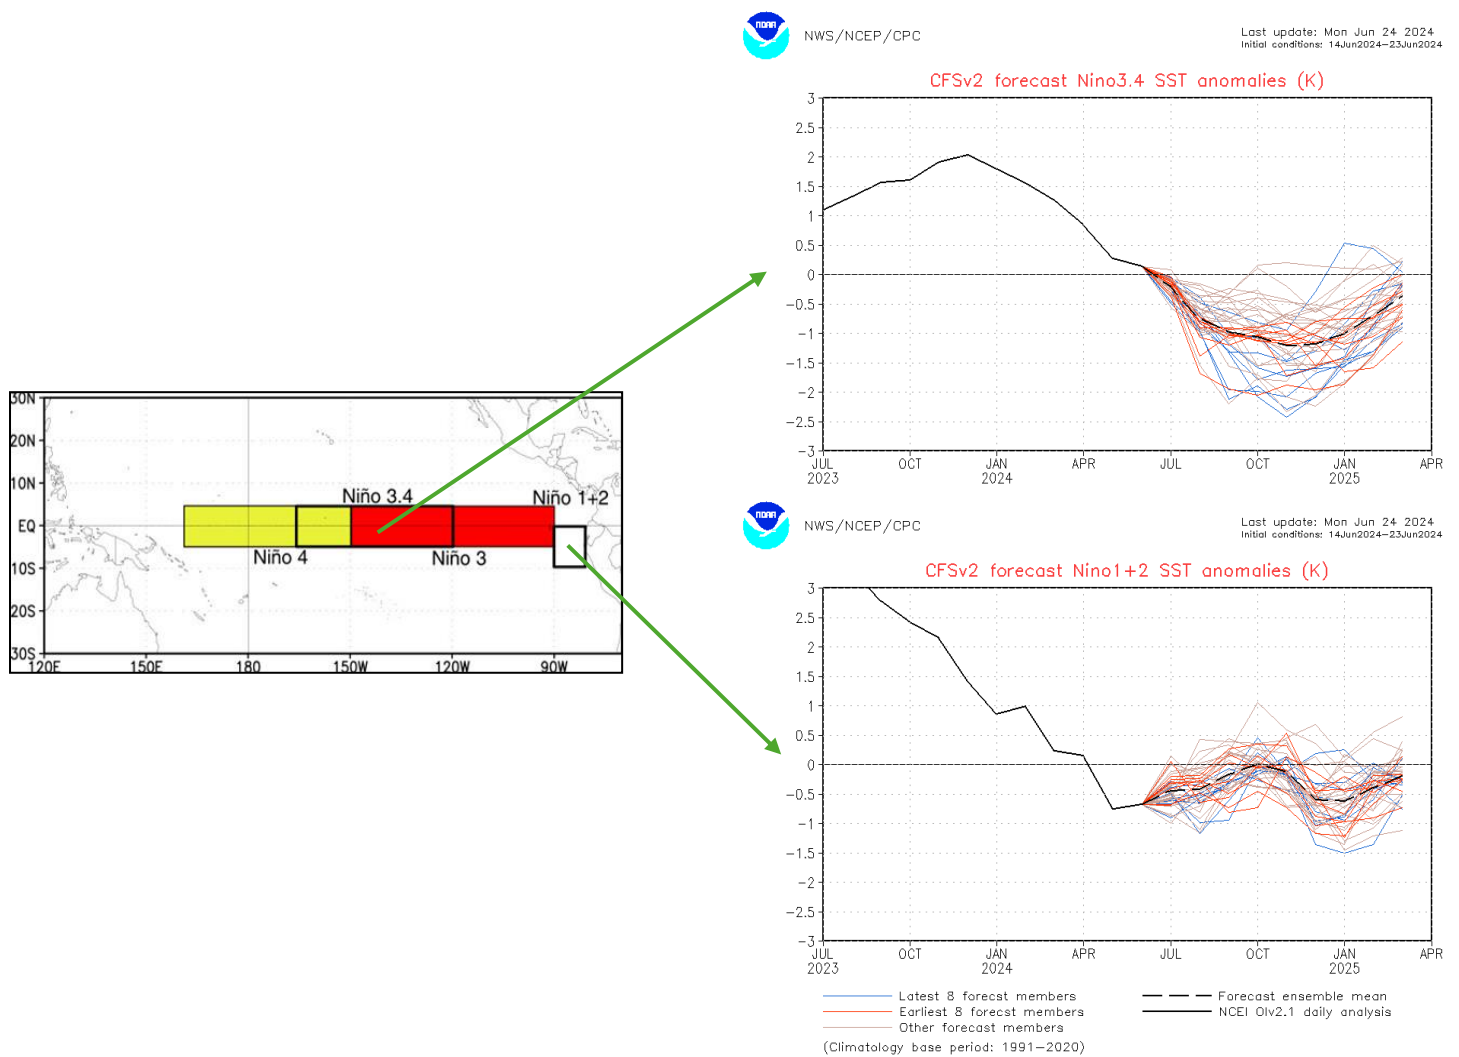 30N
20N
10N
EQ
10S
20S
30S
120E
150E
180
150W
120W
90W
Niño 3.4
Niño 1+2
Niño 4
Niño 3
NOAA
NWS/NCEP/CPC
Last update: Mon Jun 24 2024
Initial conditions: 14Jun2024–23Jun2024
CFSv2 forecast Nino3.4 SST anomalies (K)
3
2.5
2
1.5
1
0.5
0
−0.5
−1
−1.5
−2
−2.5
−3
JUL
2023
OCT
JAN
2024
APR
JUL
OCT
JAN
2025
APR
NOAA
NWS/NCEP/CPC
Last update: Mon Jun 24 2024
Initial conditions: 14Jun2024–23Jun2024
CFSv2 forecast Nino1+2 SST anomalies (K)
3
2.5
2
1.5
1
0.5
0
−0.5
−1
−1.5
−2
−2.5
−3
JUL
2023
OCT
JAN
2024
APR
JUL
OCT
JAN
2025
APR
Latest 8 forecst members
Earliest 8 forecst members
Other forecast members
(Climatology base period: 1991–2020)
Forecast ensemble mean
NCEI OIv2.1 daily analysis